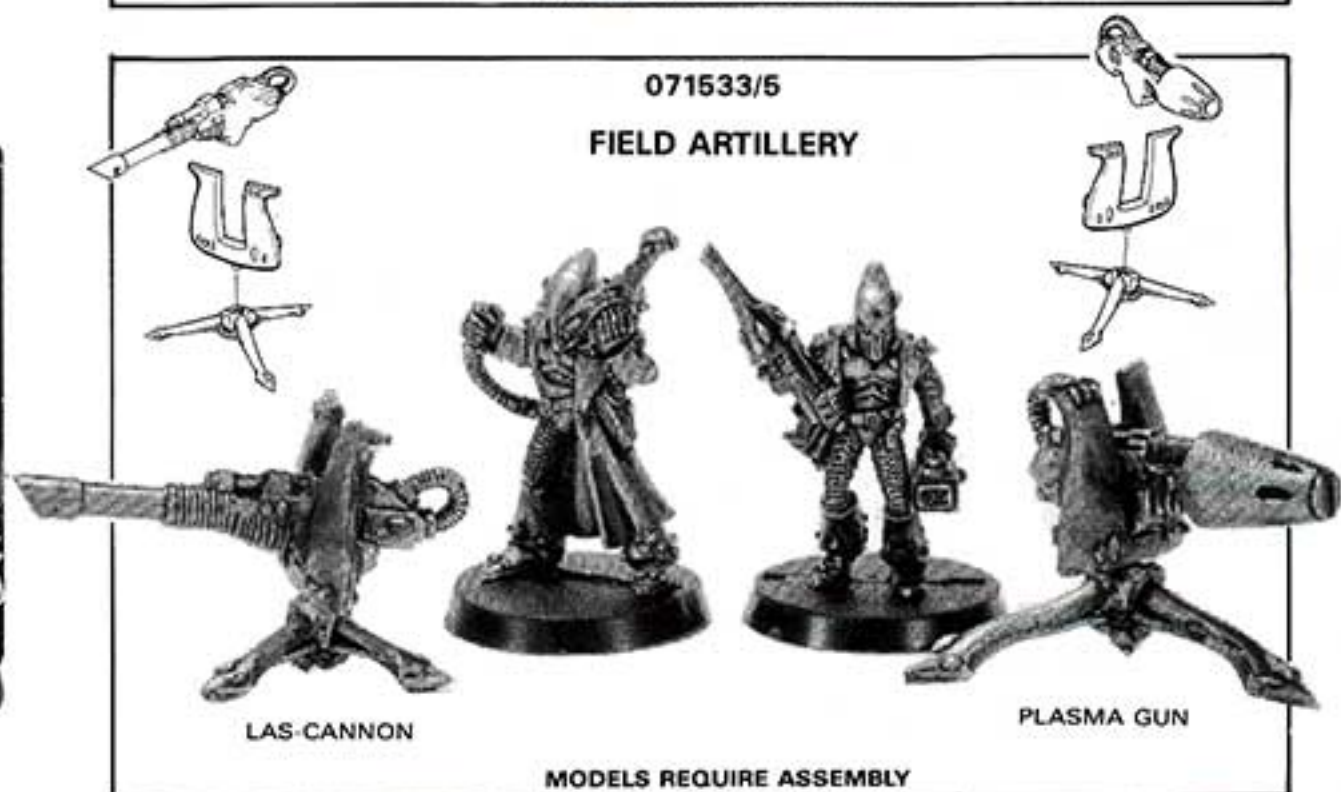 071533/5
FIELD ARTILLERY
LAS-CANNON
PLASMA GUN
MODELS REQUIRE ASSEMBLY